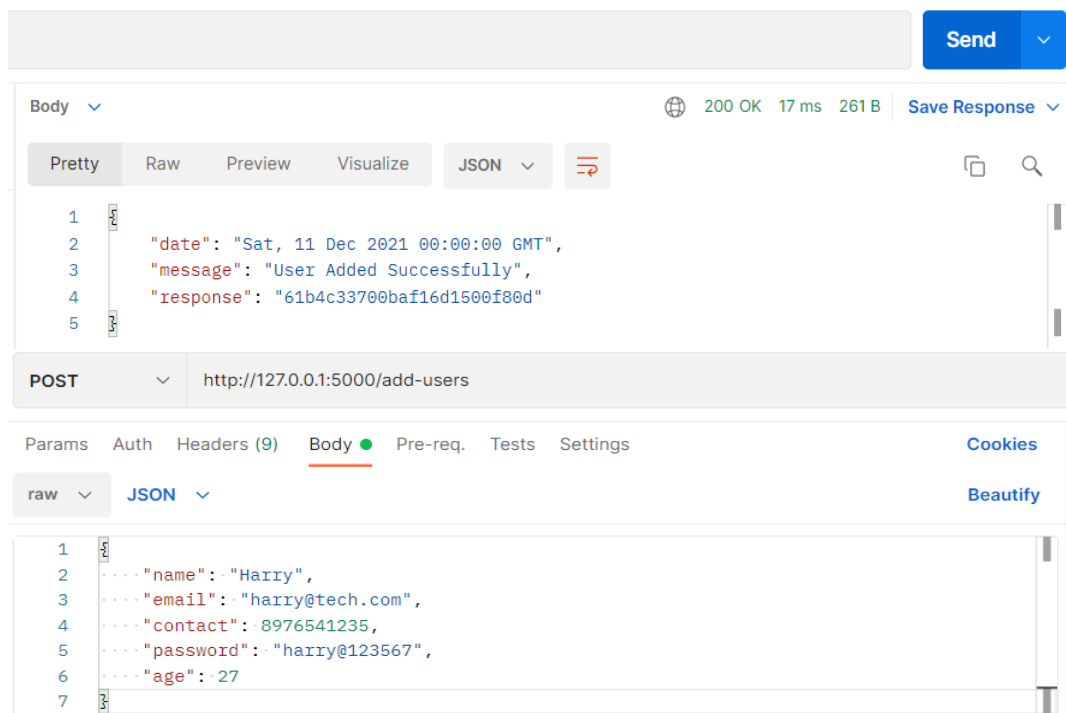 Send
Body 200 OK 17 ms 261 B Save Response
Pretty Raw Preview Visualize JSON
1 {
2 "date": "Sat, 11 Dec 2021 00:00:00 GMT",
3 "message": "User Added Successfully",
4 "response": "61b4c33700baf16d1500f80d"
5 }
POST http://127.0.0.1:5000/add-users
Params Auth Headers (9) Body Pre-req. Tests Settings Cookies
raw JSON Beautify
1 {
2 ····"name":·"Harry",
3 ····"email":·"harry@tech.com",
4 ····"contact":·8976541235,
5 ····"password":·"harry@123567",
6 ····"age":·27
7 }